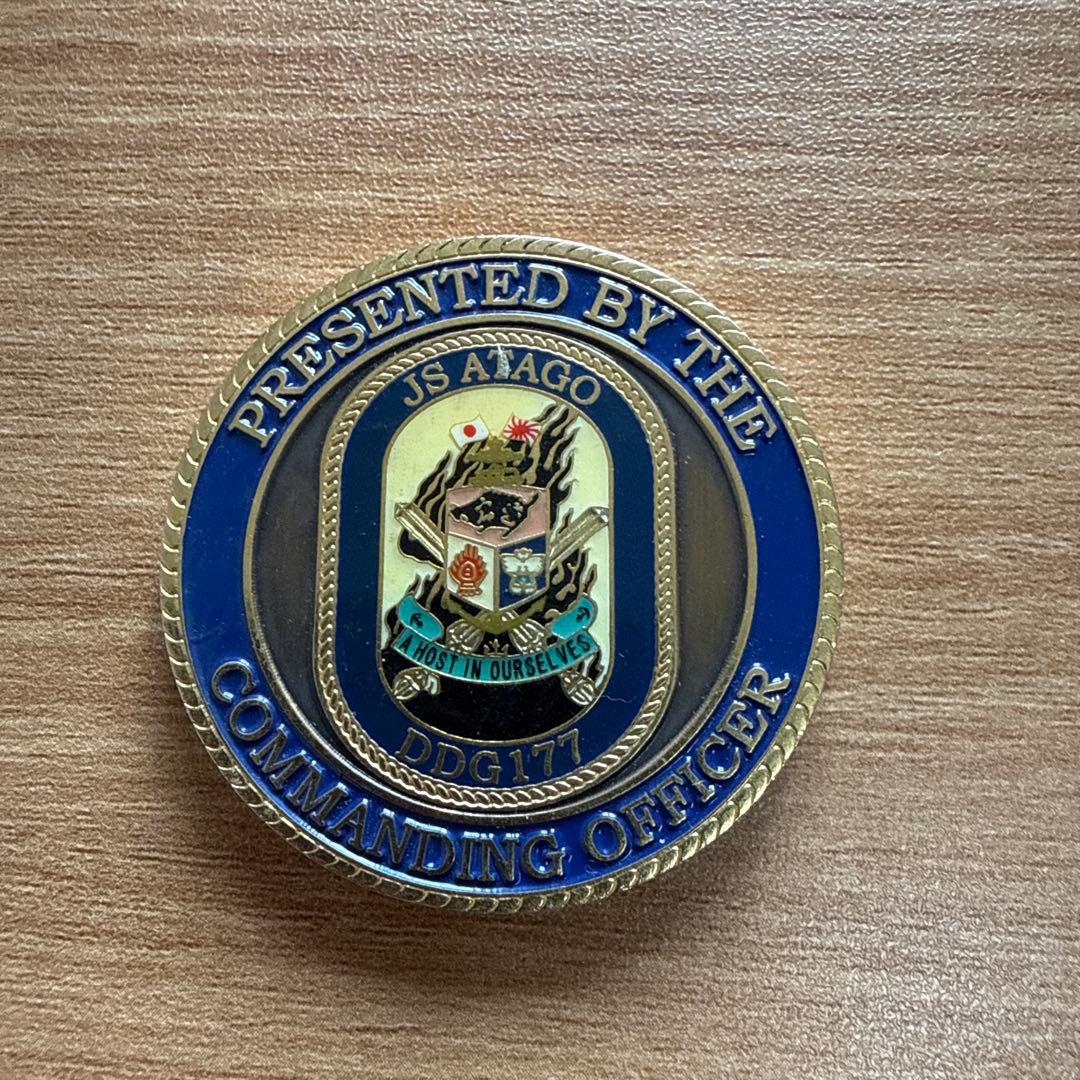 PRESENTED BY THE
JS ATAGO
A HOST IN OURSELVES
DDG177
COMMANDING OFFICER